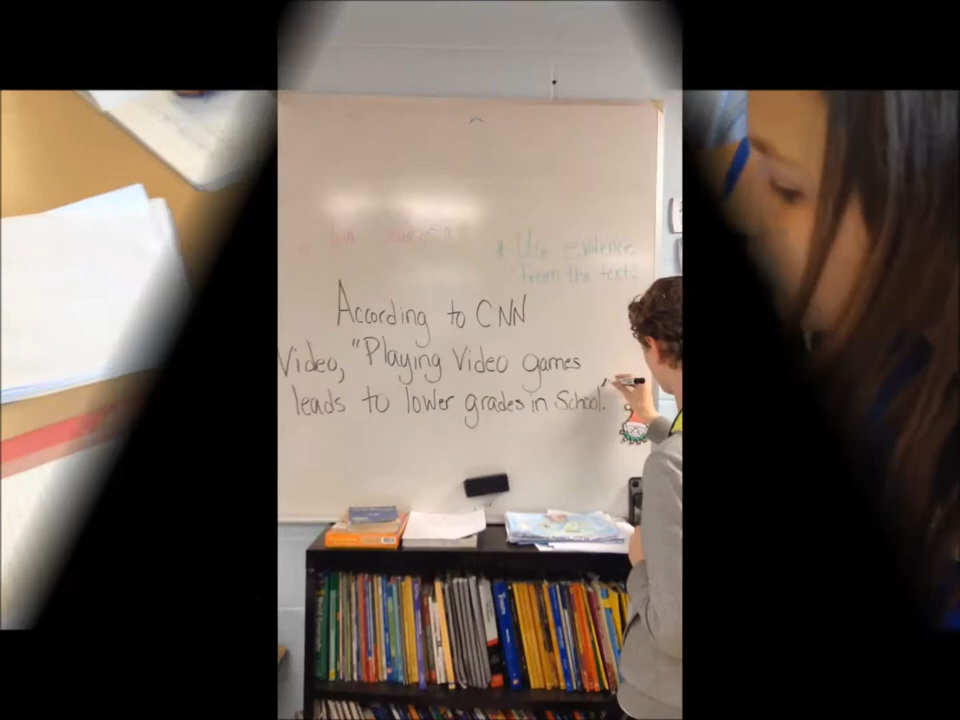 * Use Evidence
from the text.
According to CNN
Video, "Playing Video games
leads to lower grades in School."